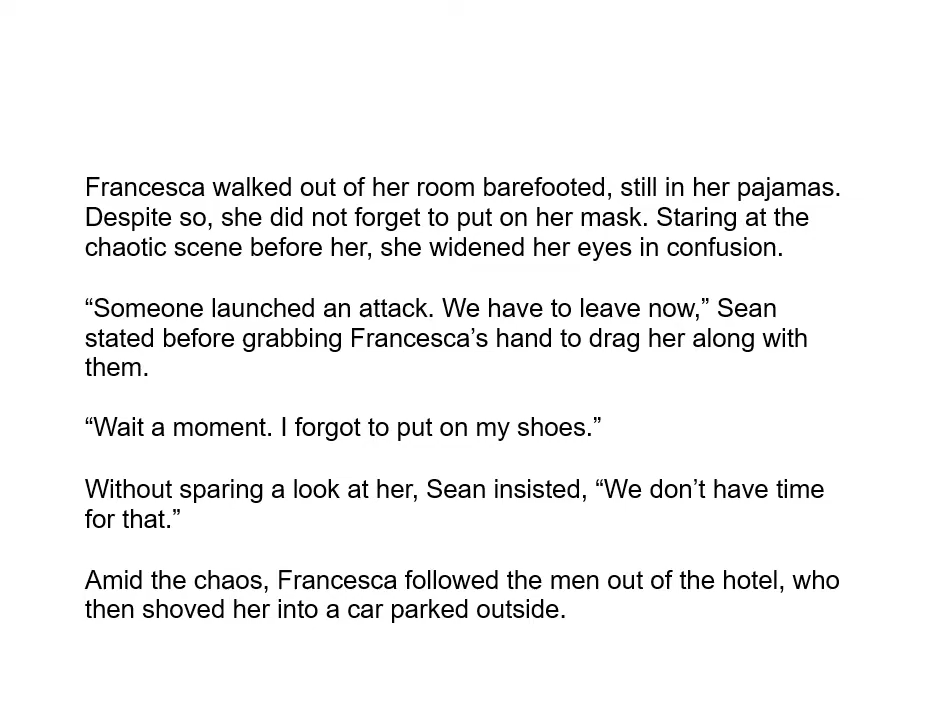 Francesca walked out of her room barefooted, still in her pajamas.
Despite so, she did not forget to put on her mask. Staring at the
chaotic scene before her, she widened her eyes in confusion.
“Someone launched an attack. We have to leave now,” Sean
stated before grabbing Francesca’s hand to drag her along with
them.
“Wait a moment. I forgot to put on my shoes.”
Without sparing a look at her, Sean insisted, “We don’t have time
for that.”
Amid the chaos, Francesca followed the men out of the hotel, who
then shoved her into a car parked outside.